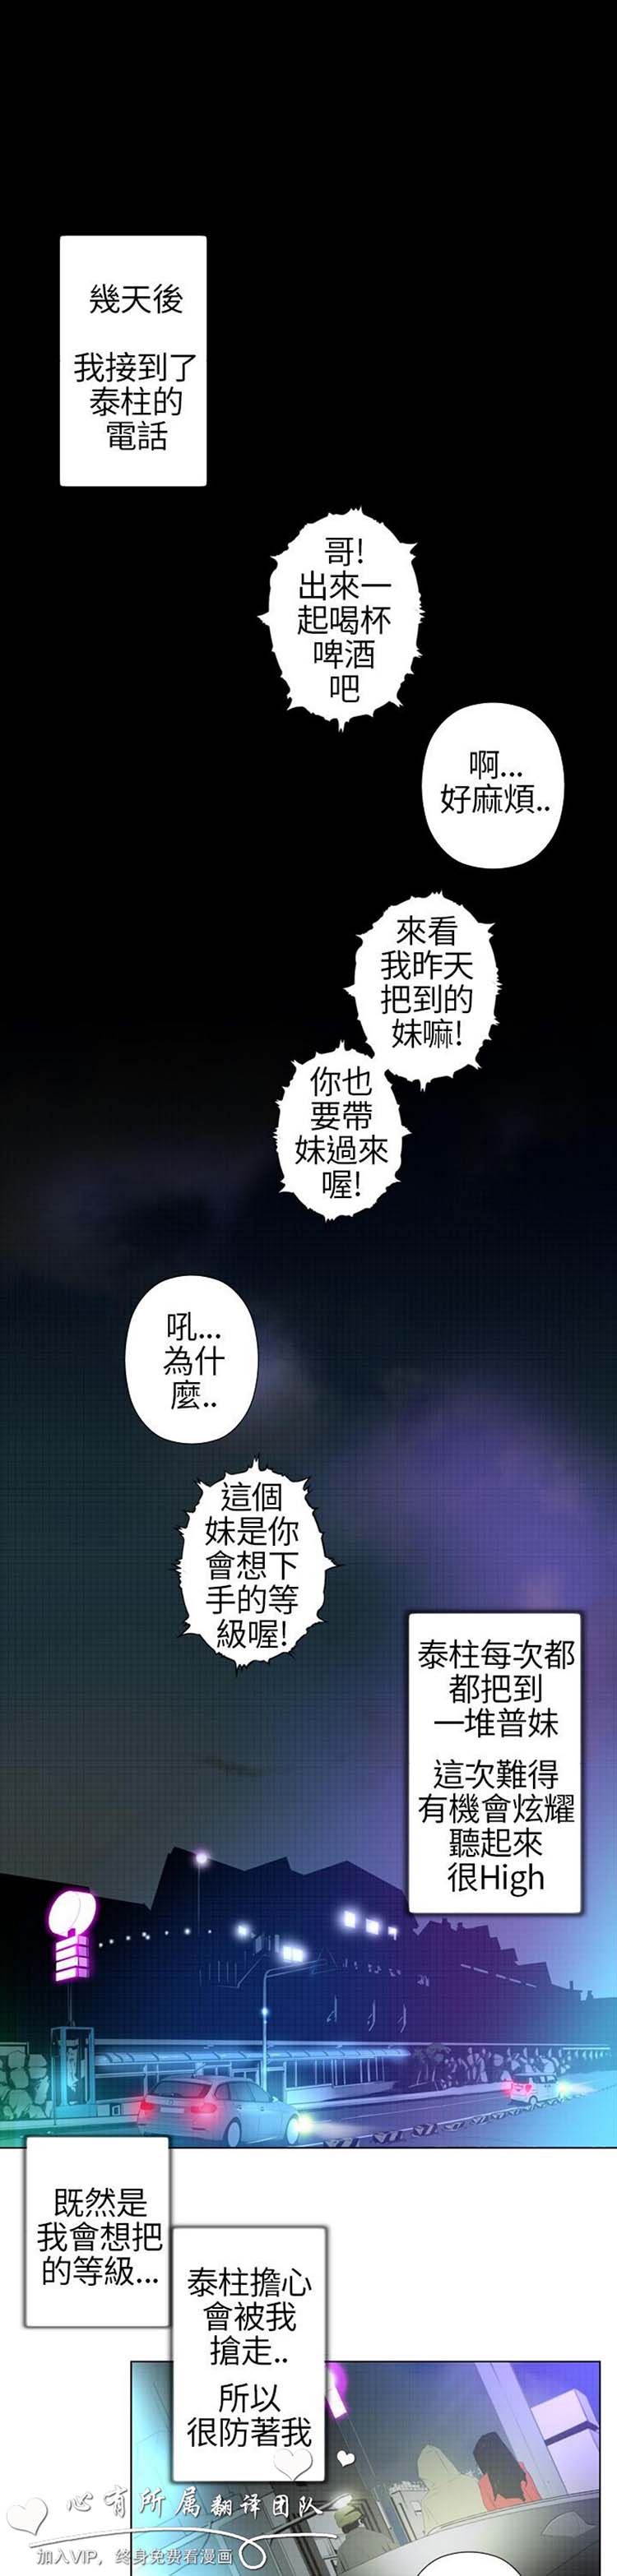 幾天後
我接到了
泰柱的
電話
哥!
出來一
起喝杯
啤酒
吧
啊...
好麻煩..
來看
我昨天
把到的
妹嘛!
你也
要帶
妹過來
喔!
吼...
為什
麼..
這個
妹是你
會想下
手的等
級喔!
泰柱每次都
都把到
一堆普妹
這次難得
有機會炫耀
聽起來
很High
既然是
我會想把
的等級...
泰柱擔心
會被我
搶走..
所以
很防著我
心有所属翻译团队
加入VIP，终身免费看漫画